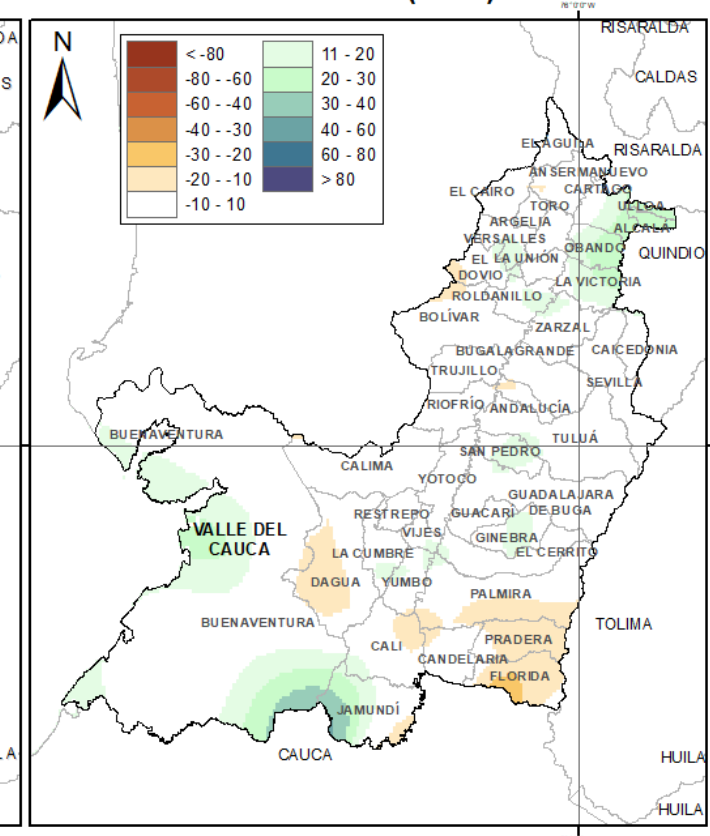 76°0'0"W
N
< -80
-80 - -60
-60 - -40
-40 - -30
-30 - -20
-20 - -10
-10 - 10
11 - 20
20 - 30
30 - 40
40 - 60
60 - 80
> 80
RISARALDA
CALDAS
EL ÁGUILA
RISARALDA
ANSERMANUEVO
EL CAIRO
CARTAGO
TORO
ULLOA
ARGELIA
ALCALÁ
VERSALLES
OBANDO
QUINDIO
EL
DOVIO
LA UNIÓN
LA VICTORIA
ROLDANILLO
BOLÍVAR
ZARZAL
BUGALAGRANDE
CAICEDONIA
TRUJILLO
SEVILLA
RIOFRÍO
ANDALUCÍA
BUENAVENTURA
TULUÁ
SAN PEDRO
CALIMA
YOTOCO
GUADALAJARA
DE BUGA
RESTREPO
GUACARÍ
VALLE DEL
CAUCA
VIJES
GINEBRA
LA CUMBRE
EL CERRITO
DAGUA
YUMBO
PALMIRA
BUENAVENTURA
TOLIMA
PRADERA
CALI
CANDELARIA
FLORIDA
JAMUNDÍ
CAUCA
HUILA
HUILA